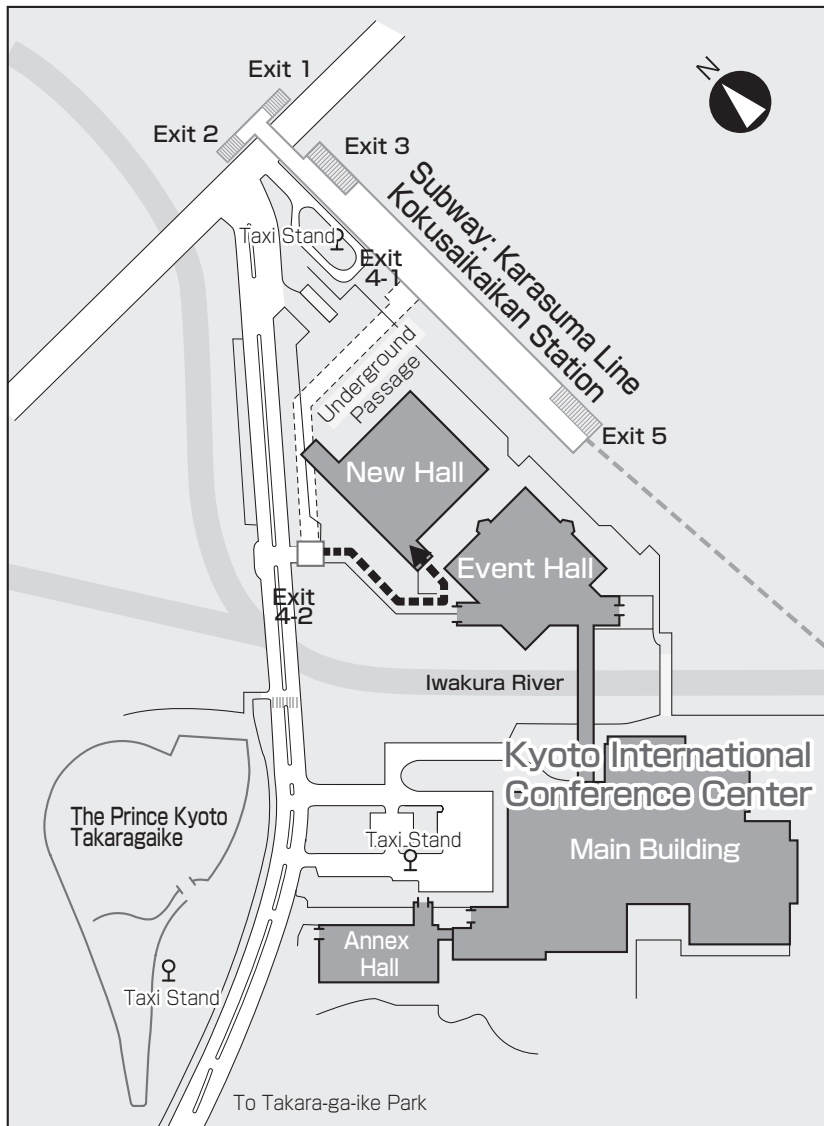 N
Exit 1
Exit 2
Exit 3
Subway: Karasuma Line
Kokusaikaikan Station
Taxi Stand
Exit
4-1
Underground
Passage
Exit 5
New Hall
Event Hall
Exit
4-2
Iwakura River
Kyoto International
Conference Center
The Prince Kyoto
Takaragaike
Taxi Stand
Main Building
Annex
Hall
Taxi Stand
To Takara-ga-ike Park